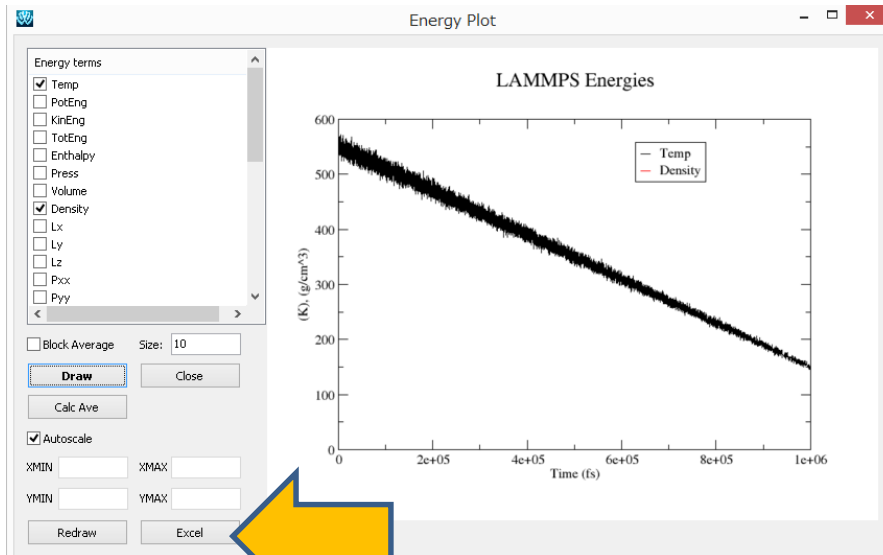 Energy Plot
Energy terms
Temp
PotEng
KinEng
TotEng
Enthalpy
Press
Volume
Density
Lx
Ly
Lz
Pxx
Pyy
Block Average Size: 10
Draw Close
Calc Ave
Autoscale
XMIN XMAX
YMIN YMAX
Redraw Excel
LAMMPS Energies
Temp
Density
(K), (g/cm^3)
600
500
400
300
200
100
0
0 2e+05 4e+05 6e+05 8e+05 1e+06
Time (fs)